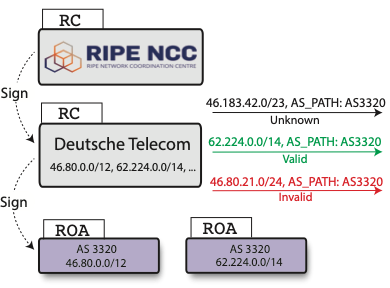 RC
RIPE NCC
RIPE NETWORK COORDINATION CENTRE
Sign
RC
Deutsche Telecom
46.80.0.0/12, 62.224.0.0/14, ...
46.183.42.0/23, AS_PATH: AS3320
Unknown
62.224.0.0/14, AS_PATH: AS3320
Valid
46.80.21.0/24, AS_PATH: AS3320
Invalid
Sign
ROA
AS 3320
46.80.0.0/12
ROA
AS 3320
62.224.0.0/14